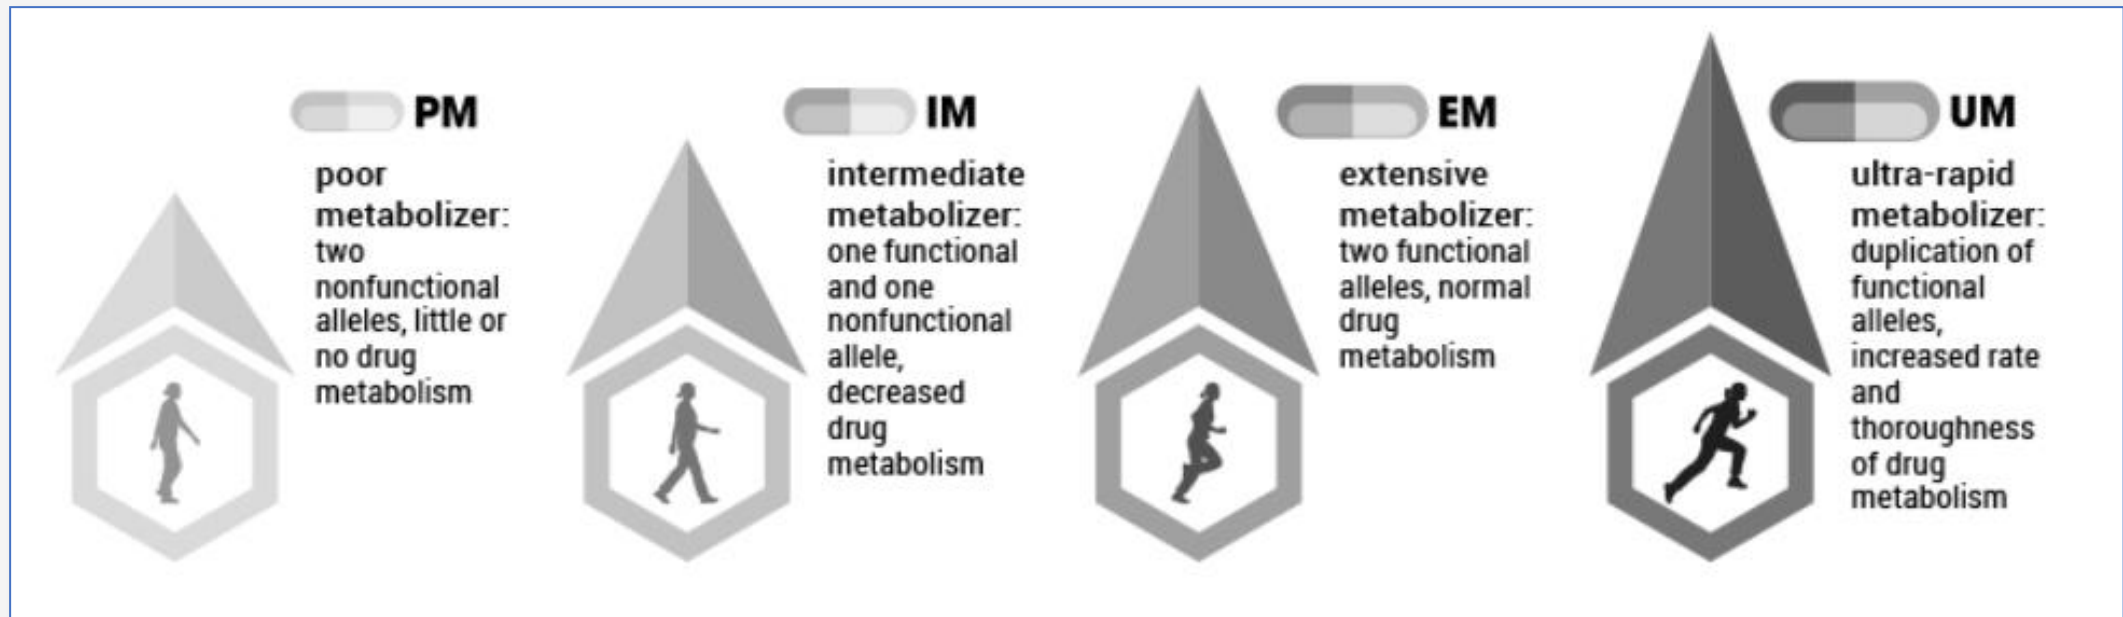 PM
poor
metabolizer:
two
nonfunctional
alleles, little or
no drug
metabolism
IM
intermediate
metabolizer:
one functional
and one
nonfunctional
allele,
decreased
drug
metabolism
EM
extensive
metabolizer:
two functional
alleles, normal
drug
metabolism
UM
ultra-rapid
metabolizer:
duplication of
functional
alleles,
increased rate
and
thoroughness
of drug
metabolism